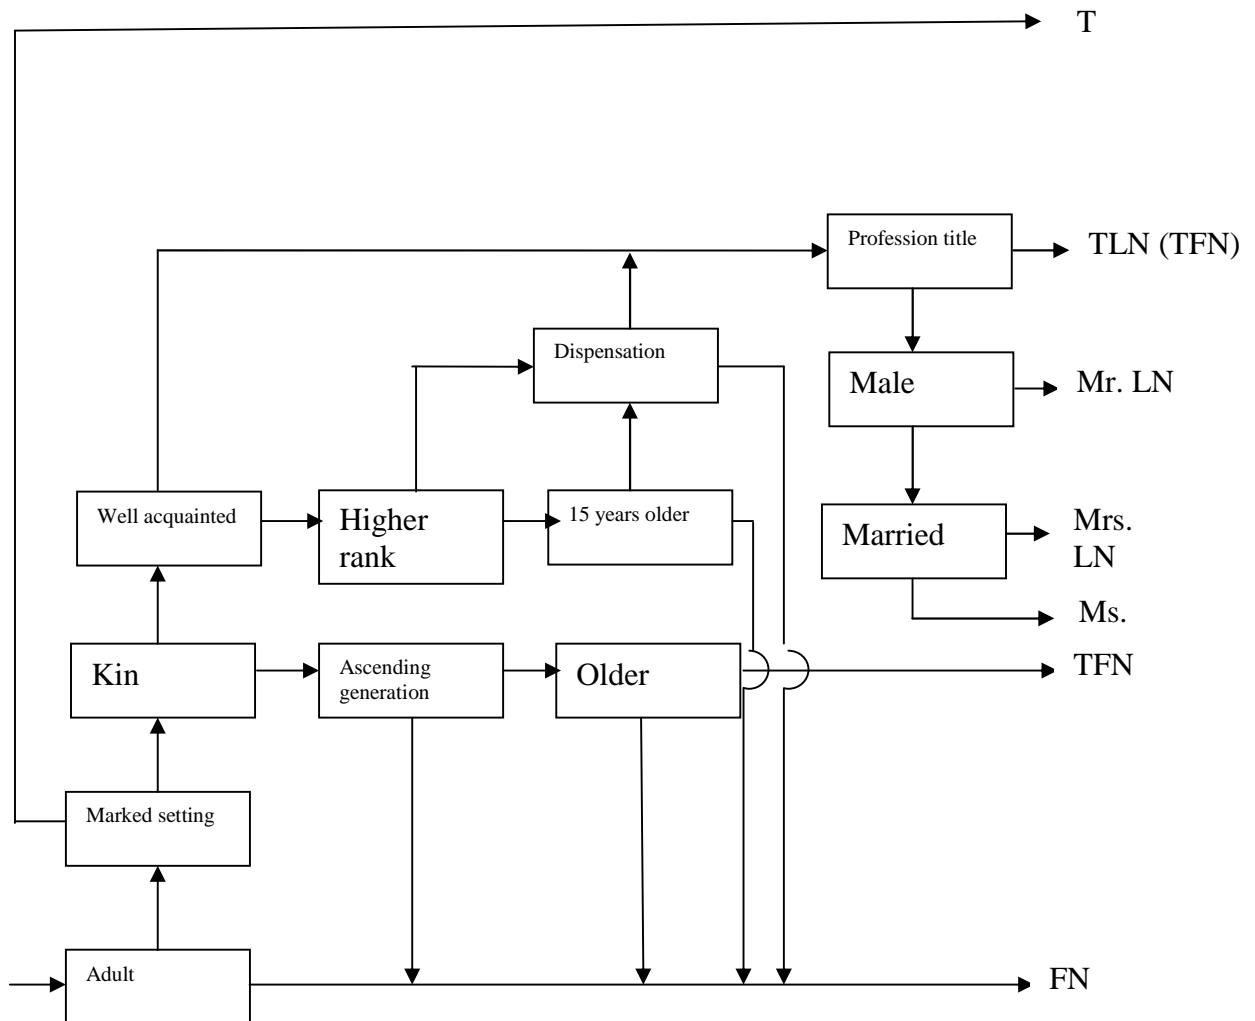 T
Profession title
TLN (TFN)
Dispensation
Male
Mr. LN
Well acquainted
Higher
rank
15 years older
Married
Mrs.
LN
Ms.
Kin
Ascending
generation
Older
TFN
Marked setting
Adult
FN